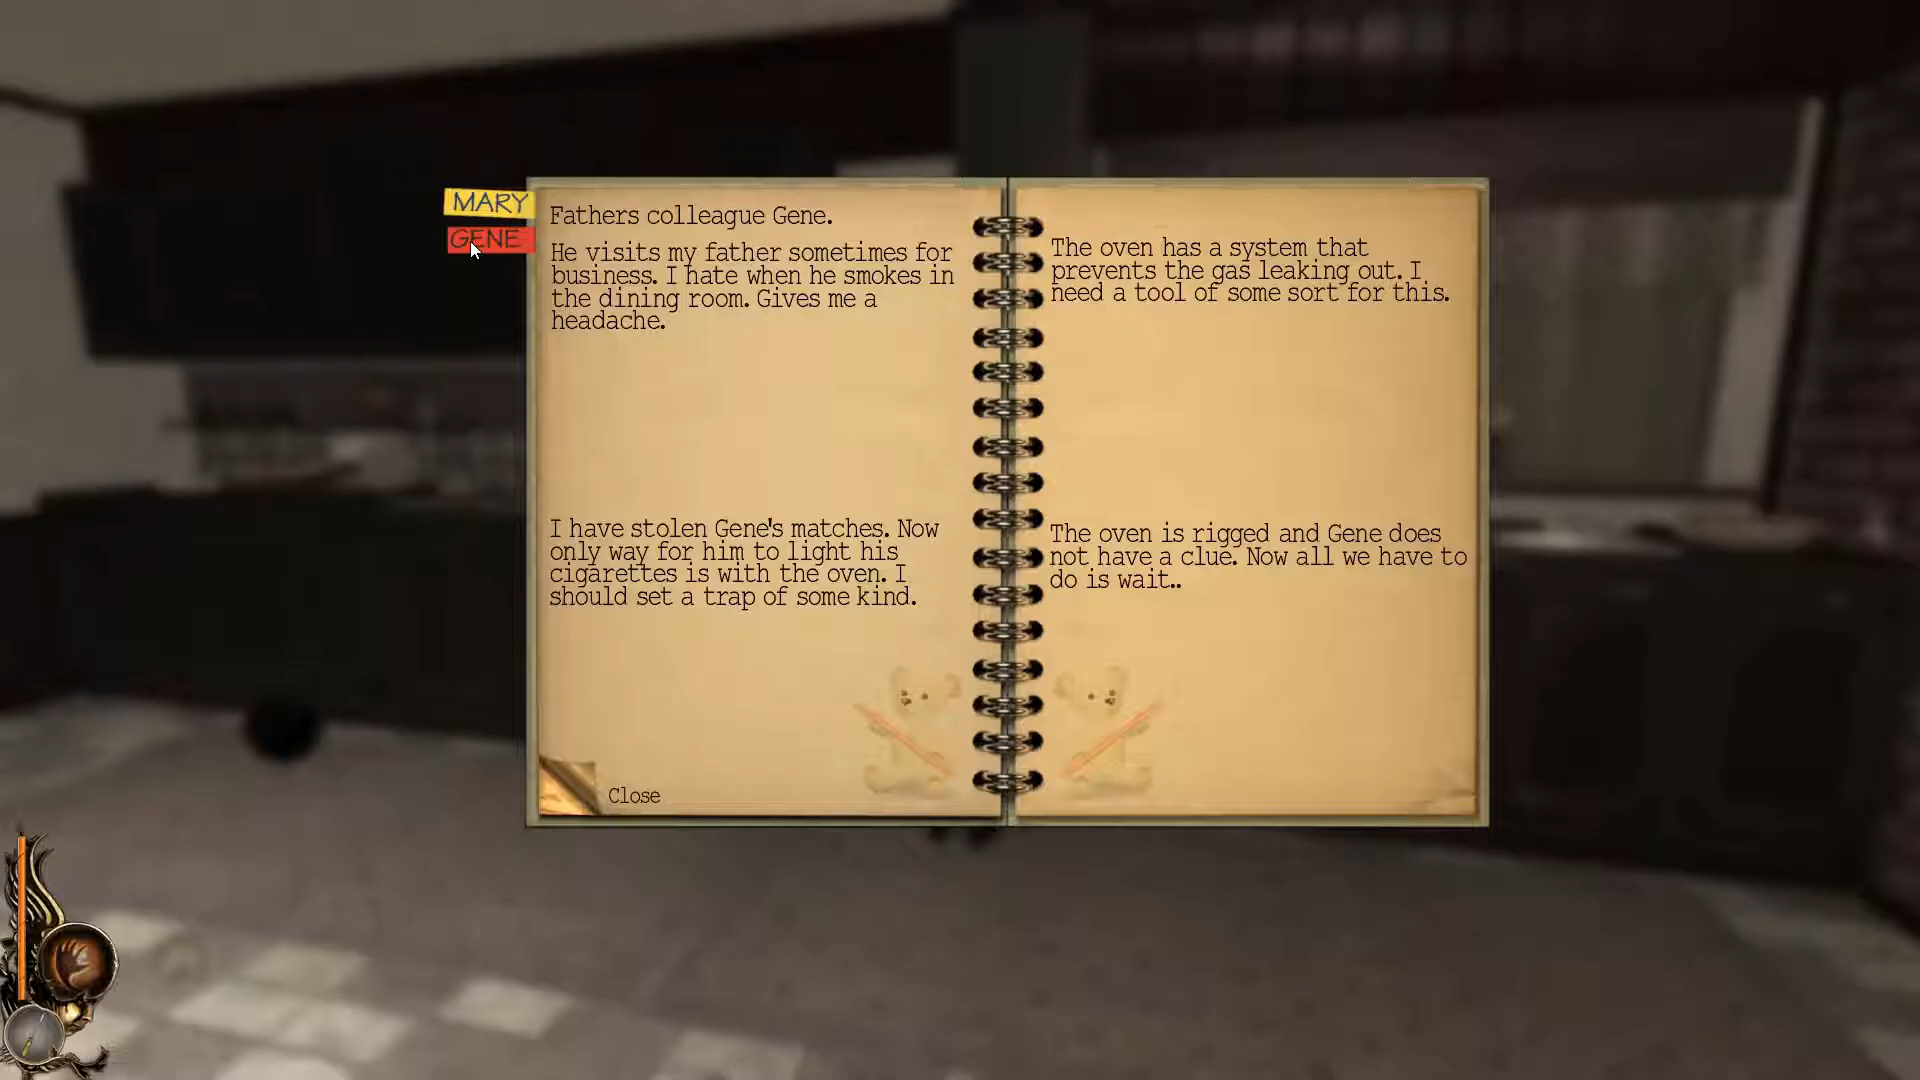 MARY
GENE
Fathers colleague Gene.
He visits my father sometimes for
business. I hate when he smokes in
the dining room. Gives me a
headache.
I have stolen Gene's matches. Now
only way for him to light his
cigarettes is with the oven. I
should set a trap of some kind.
Close
The oven has a system that
prevents the gas leaking out. I
need a tool of some sort for this.
The oven is rigged and Gene does
not have a clue. Now all we have to
do is wait..